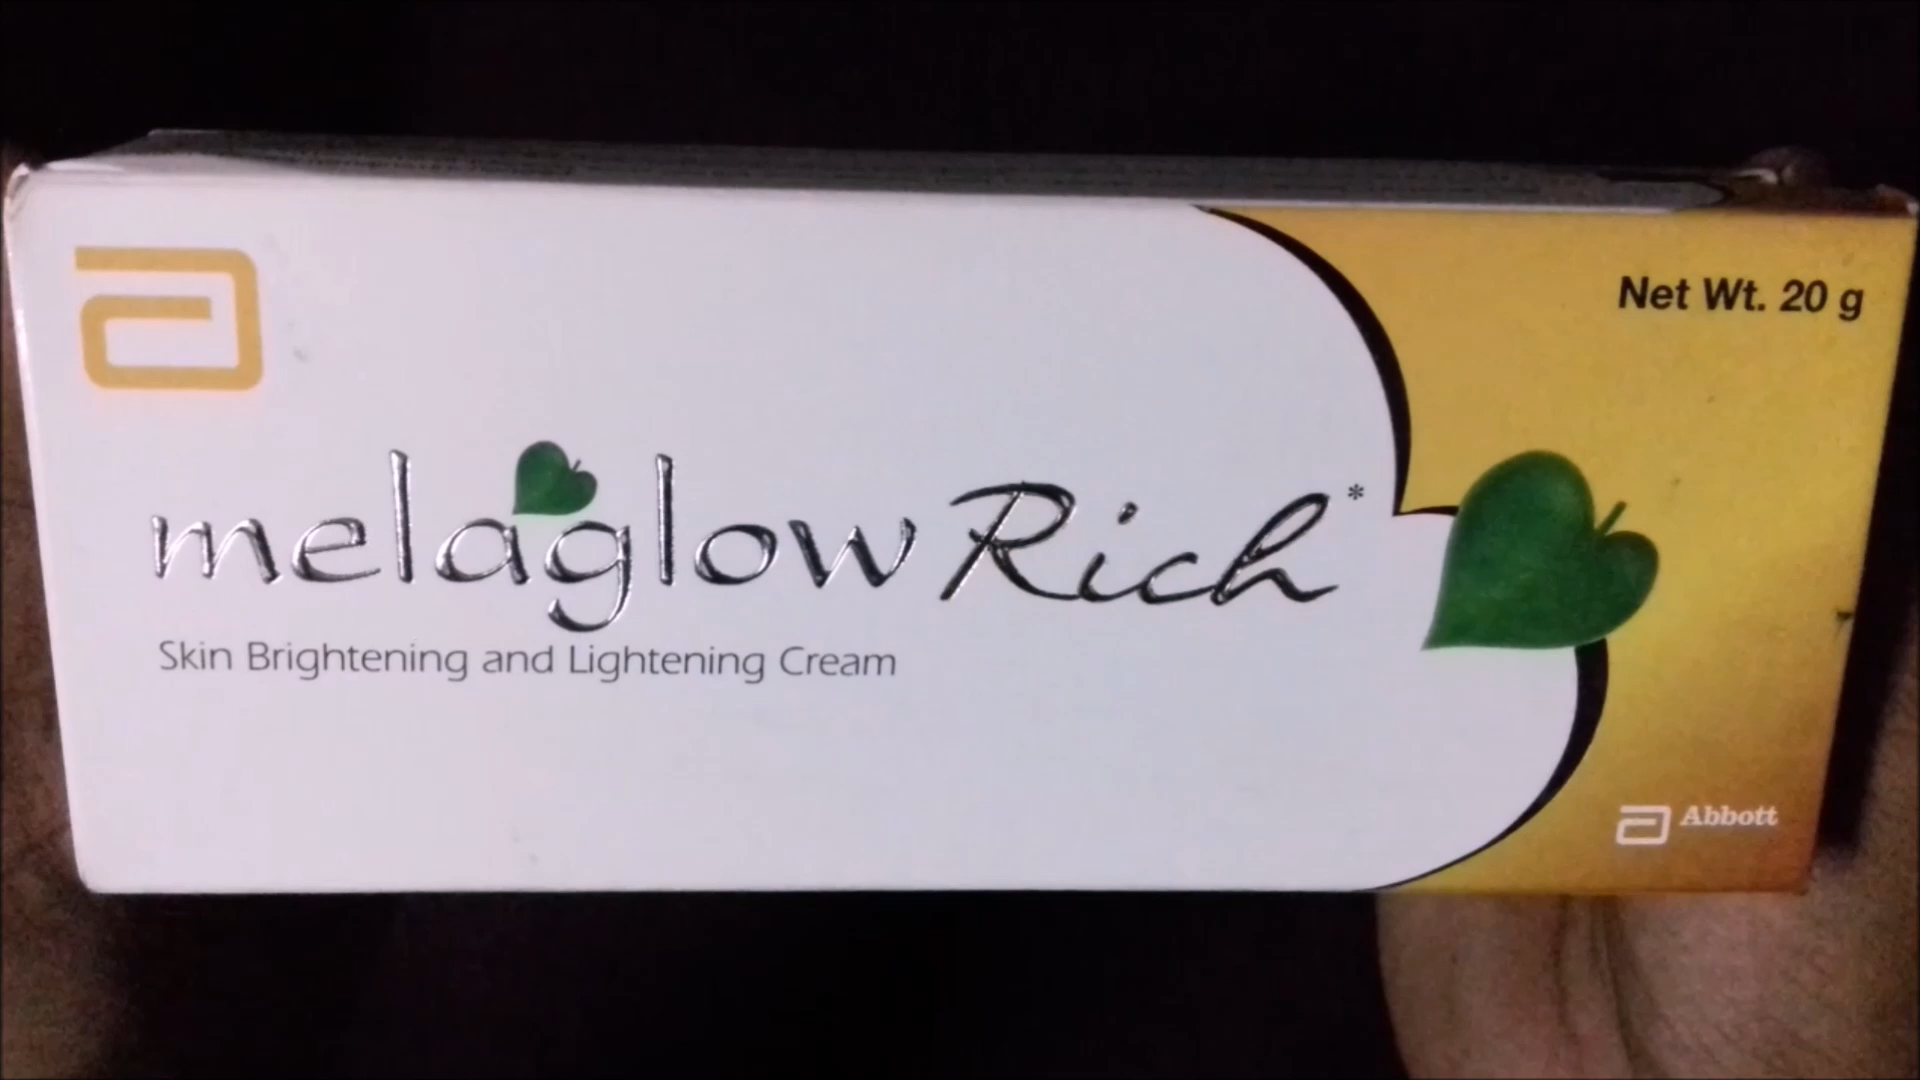 Net Wt. 20 g
melaglow Rich*
Skin Brightening and Lightening Cream
Abbott